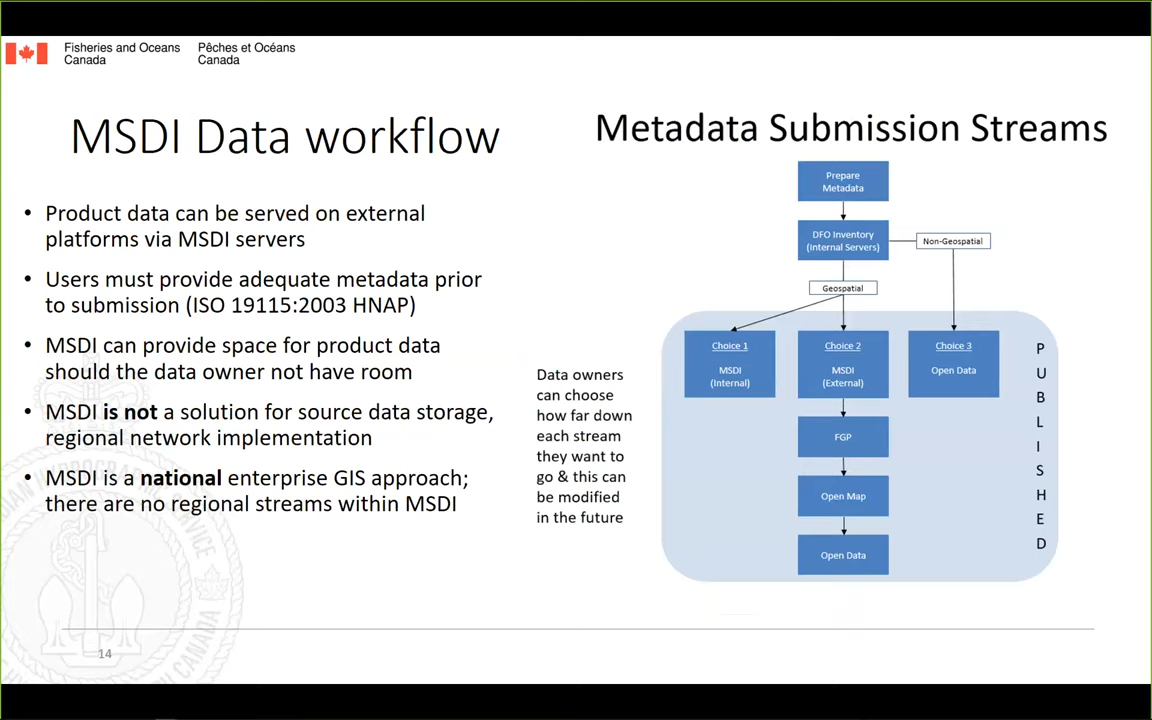 Fisheries and Oceans
Canada
Pêches et Océans
Canada
MSDI Data workflow
• Product data can be served on external
platforms via MSDI servers
• Users must provide adequate metadata prior
to submission (ISO 19115:2003 HNAP)
• MSDI can provide space for product data
should the data owner not have room
• MSDI is not a solution for source data storage,
regional network implementation
• MSDI is a national enterprise GIS approach;
there are no regional streams within MSDI
Metadata Submission Streams
Prepare
Metadata
DFO Inventory
(Internal Servers)
Non-Geospatial
Geospatial
Choice 1
MSDI
(Internal)
Choice 2
MSDI
(External)
Choice 3
Open Data
FGP
Open Map
Open Data
PUBLISHED
Data owners
can choose
how far down
each stream
they want to
go & this can
be modified
in the future
14